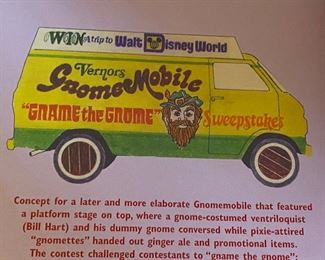 WIN A trip to Walt Disney World
Vernors
GnomeMobile
"GNAME the GNOME" Sweepstakes
Concept for a later and more elaborate Gnomemobile that featured
a platform stage on top, where a gnome-costumed ventriloquist
(Bill Hart) and his dummy gnome conversed while pixie-attired
"gnomettes" handed out ginger ale and promotional items.
The contest challenged contestants to "gname the gnome";